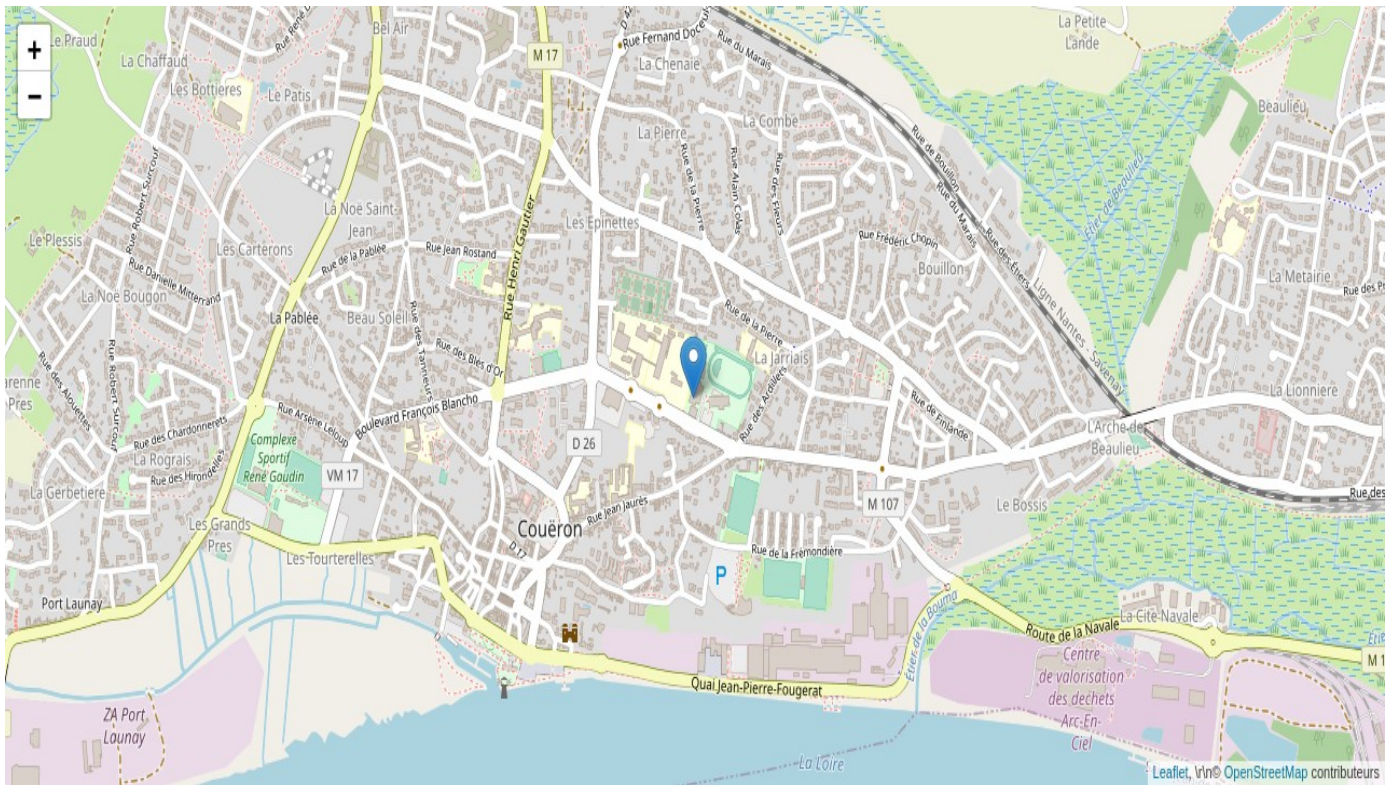 +
−
Le Praud
La Chaffaud
Les Bottieres
Le Patis
Bel Air
M 17
Rue Fernand Doceul
La Chenaie
Rue du Marais
La Petite
Lande
Beaulieu
La Pierre
La Combe
Rue de la Pierre
Rue Alain Colas
Rue des Fleurs
Rue de Bouillon
Rue du Marais
Étier de Beaulieu
Rue Robert Surcouf
La Noë Saint-
Jean
Les Epinettes
Le Plessis
Les Carterons
Rue de la Pablée
Rue Jean Rostand
Rue Henri Gautier
Rue Frédéric Chopin
Bouillon
Rue des Étiers
Ligne Nantes - Savenay
La Metairie
Rue Danielle Mitterrand
La Noë Bougon
La Pablée
Beau Soleil
Rue des Tanneurs
Rue des Blés d'Or
Rue de la Pierre
La Jarriais
Rue des Ardillers
Rue de Finlande
La Lionniere
Rue des Alouettes
Rue Robert Surcouf
Rue Arsène Leloup
Boulevard François Blancho
Rue des Chardonnerets
La Rograis
Rue des Hirondelles
Complexe
Sportif
René Gaudin
VM 17
D 26
L'Arche de
Beaulieu
La Gerbetiere
M 107
Le Bossis
Rue des
Les Grands
Pres
Rue Jean Jaurès
Couëron
D 17
Les Tourterelles
Rue de la Frémondière
P
Port Launay
Étier de la Bouma
La Cité Navale
Route de la Navale
M 1
Centre
de valorisation
des dechets
Arc-En-
Ciel
Quai Jean-Pierre-Fougerat
ZA Port
Launay
La Loire
Leaflet, \r\n© OpenStreetMap contributeurs